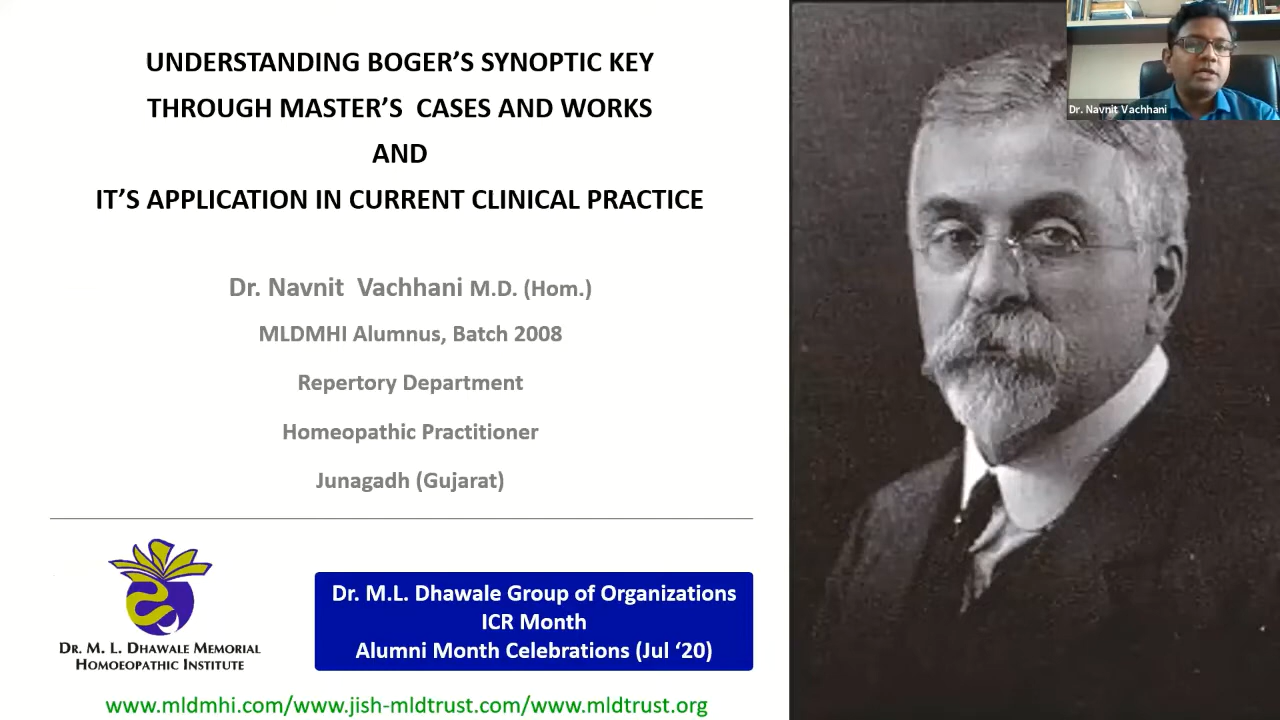 UNDERSTANDING BOGER'S SYNOPTIC KEY
THROUGH MASTER'S CASES AND WORKS
AND
IT'S APPLICATION IN CURRENT CLINICAL PRACTICE
Dr. Navnit Vachhani M.D. (Hom.)
MLDMHI Alumnus, Batch 2008
Repertory Department
Homeopathic Practitioner
Junagadh (Gujarat)
DR. M. L. DHAWALE MEMORIAL
HOMOEOPATHIC INSTITUTE
Dr. M.L. Dhawale Group of Organizations
ICR Month
Alumni Month Celebrations (Jul '20)
www.mldmhi.com/www.jish-mldtrust.com/www.mldtrust.org
Dr. Navnit Vachhani